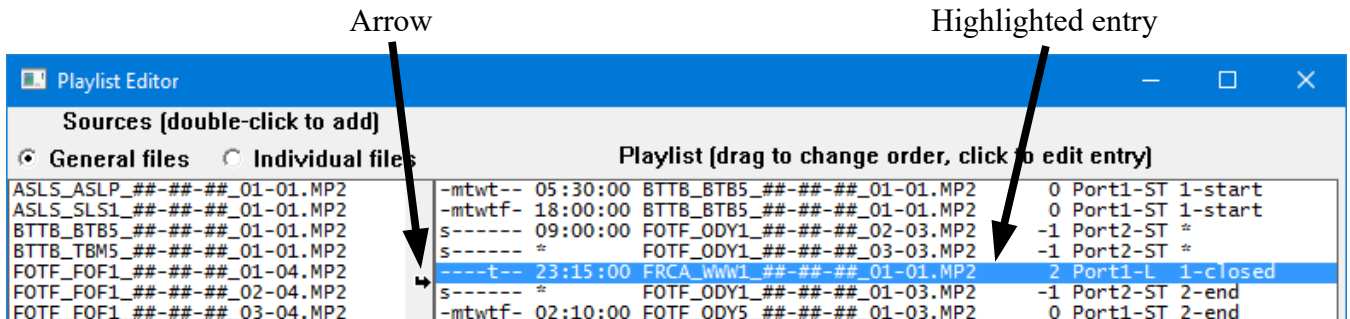 Arrow Highlighted entry
Playlist Editor
Sources (double-click to add)
General files Individual files
Playlist (drag to change order, click to edit entry)
ASLS_ASLP_##-##-##_01-01.MP2
ASLS_SLS1_##-##-##_01-01.MP2
BTTB_BTB5_##-##-##_01-01.MP2
BTTB_TBM5_##-##-##_01-01.MP2
FOTF_FOF1_##-##-##_01-04.MP2
FOTF_FOF1_##-##-##_02-04.MP2
FOTF_FOF1_##-##-##_03-04.MP2
-mtwt-- 05:30:00 BTTB_BTB5_##-##-##_01-01.MP2 0 Port1-ST 1-start
-mtwtf- 18:00:00 BTTB_BTB5_##-##-##_01-01.MP2 0 Port1-ST 1-start
s------ 09:00:00 FOTF_ODY1_##-##-##_02-03.MP2 -1 Port2-ST *
s------ * FOTF_ODY1_##-##-##_03-03.MP2 -1 Port2-ST *
----t-- 23:15:00 FRCA_WWW1_##-##-##_01-01.MP2 2 Port1-L 1-closed
s------ * FOTF_ODY1_##-##-##_01-03.MP2 -1 Port2-ST 2-end
-mtwtf- 02:10:00 FOTF_ODY5_##-##-##_01-03.MP2 0 Port1-ST 2-end